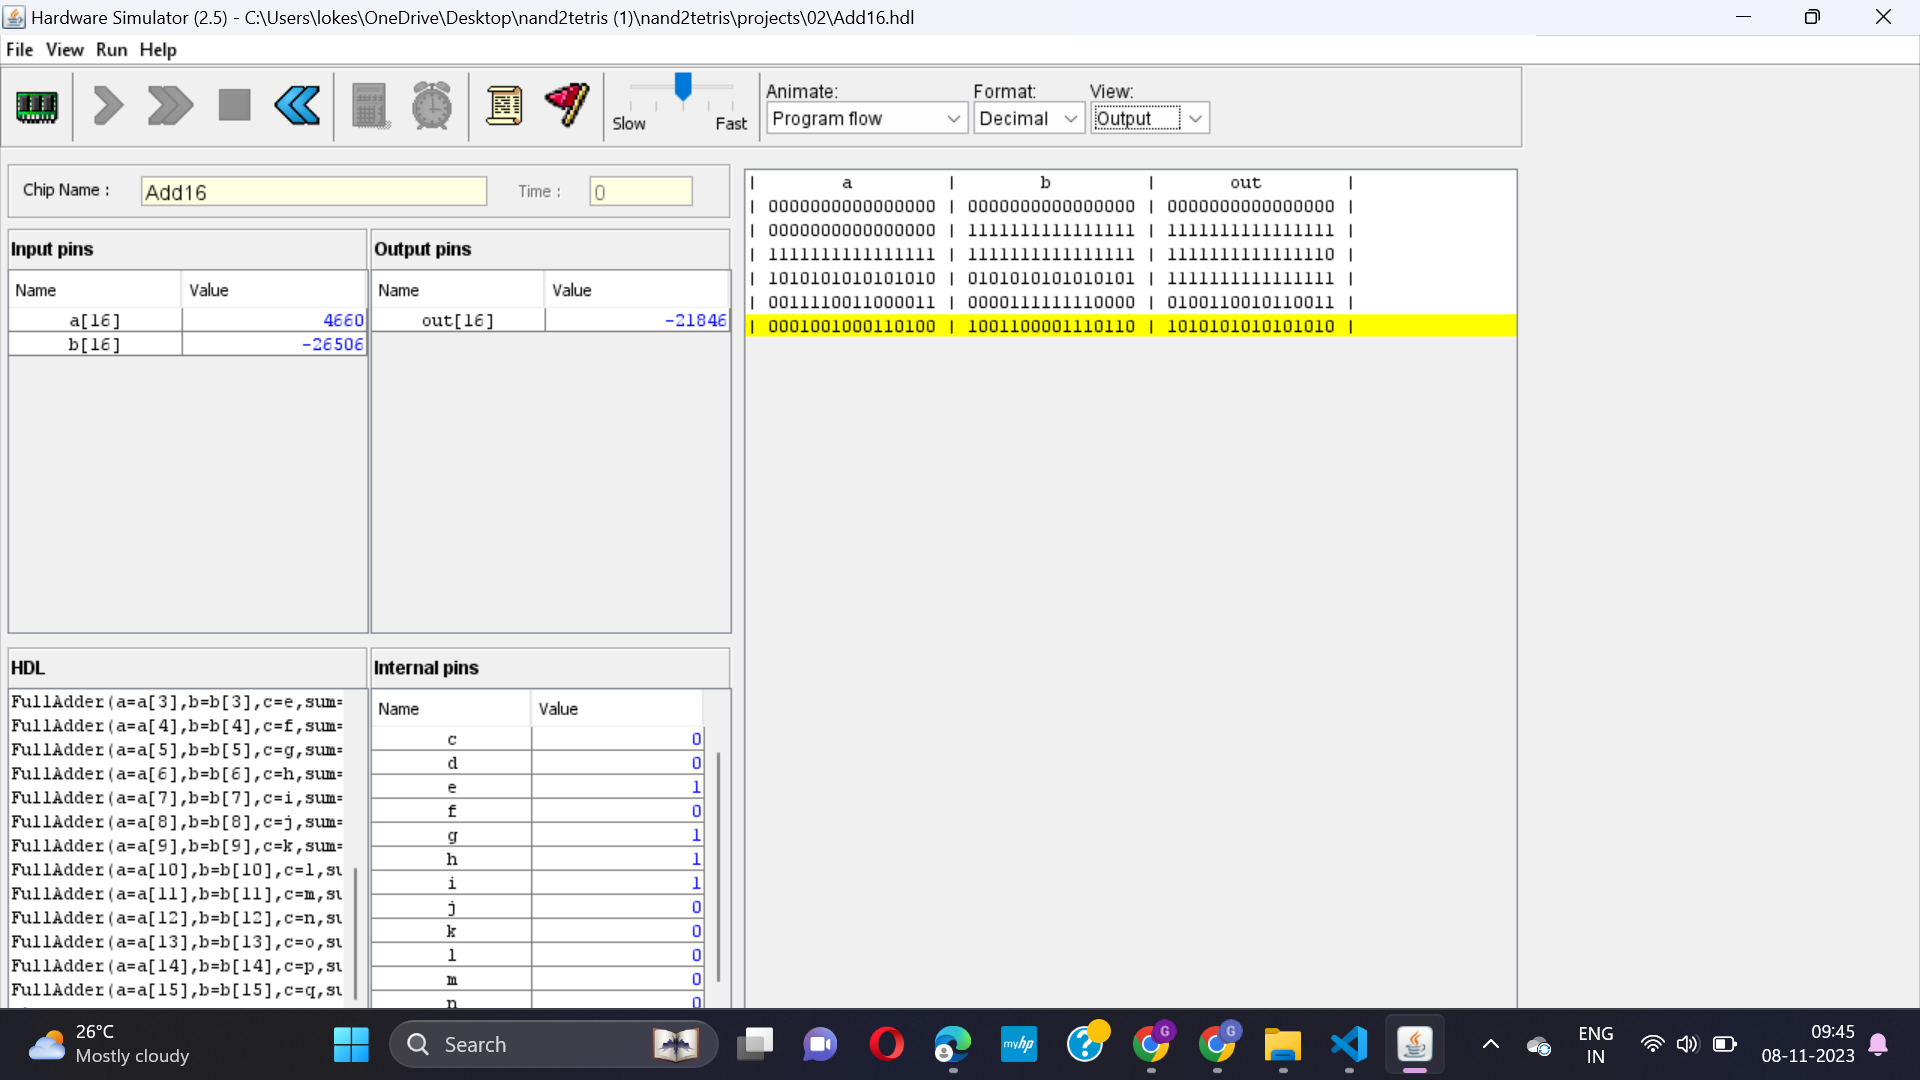 Hardware Simulator (2.5) - C:\Users\lokes\OneDrive\Desktop\nand2tetris (1)\nand2tetris\projects\02\Add16.hdl
File View Run Help
Slow Fast
Animate: Format: View:
Program flow Decimal Output
Chip Name : Add16 Time : 0
Input pins
Name Value
a[16] 4660
b[16] -26506
Output pins
Name Value
out[16] -21846
| a | b | out |
| 0000000000000000 | 0000000000000000 | 0000000000000000 |
| 0000000000000000 | 1111111111111111 | 1111111111111111 |
| 1111111111111111 | 1111111111111111 | 1111111111111110 |
| 1010101010101010 | 0101010101010101 | 1111111111111111 |
| 0011110011000011 | 0000111111110000 | 0100110010110011 |
| 0001001000110100 | 1001100001110110 | 1010101010101010 |
HDL
FullAdder(a=a[3],b=b[3],c=e,sum=
FullAdder(a=a[4],b=b[4],c=f,sum=
FullAdder(a=a[5],b=b[5],c=g,sum=
FullAdder(a=a[6],b=b[6],c=h,sum=
FullAdder(a=a[7],b=b[7],c=i,sum=
FullAdder(a=a[8],b=b[8],c=j,sum=
FullAdder(a=a[9],b=b[9],c=k,sum=
FullAdder(a=a[10],b=b[10],c=l,su
FullAdder(a=a[11],b=b[11],c=m,su
FullAdder(a=a[12],b=b[12],c=n,su
FullAdder(a=a[13],b=b[13],c=o,su
FullAdder(a=a[14],b=b[14],c=p,su
FullAdder(a=a[15],b=b[15],c=q,su
Internal pins
Name Value
c 0
d 0
e 1
f 0
g 1
h 1
i 1
j 0
k 0
l 0
m 0
n 0
26°C
Mostly cloudy
Search
myhp
G
G
ENG
IN
09:45
08-11-2023